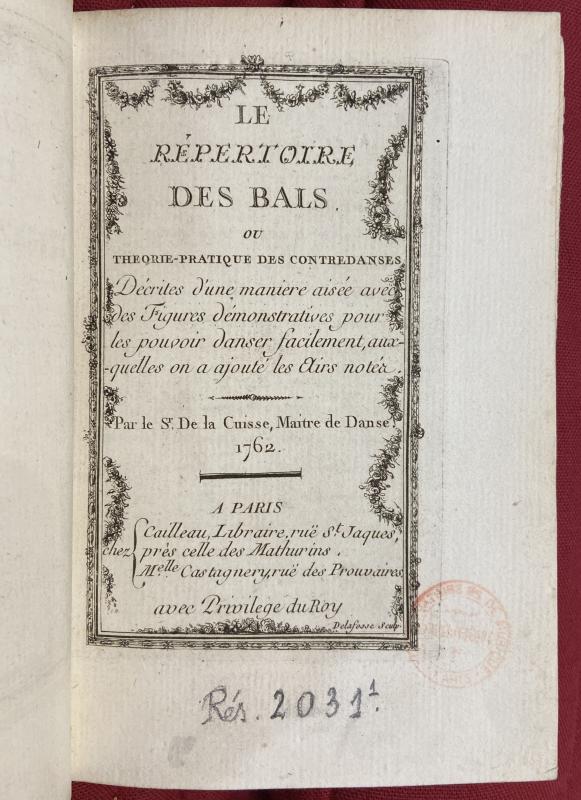 LE
RÉPERTOIRE
DES BALS.
OU
THEORIE-PRATIQUE DES CONTREDANSES,
Décrites d'une maniere aisée avec
des Figures démonstratives pour
les pouvoir danser facilement, aux-
-quelles on a ajouté les Airs notés.
Par le Sr. De la Cuisse, Maitre de Danse.
1762.
A PARIS
chez
Cailleau, Libraire, ruë St. Jaques,
près celle des Mathurins.
Melle Castagnery, ruë des Prouvaires
avec Privilege du Roy
Delafosse Sculp
Rés. 2031¹.